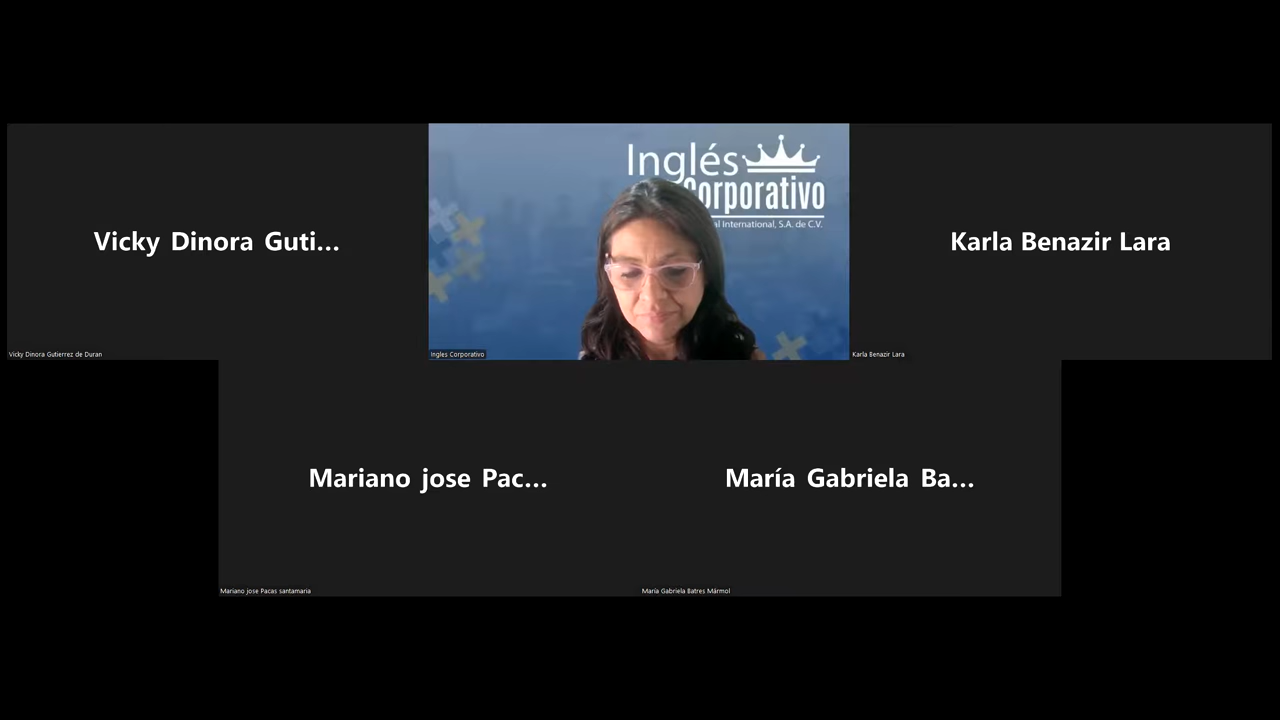 Vicky Dinora Guti...
Vicky Dinora Gutierrez de Duran
Inglés
Corporativo
al International, S.A. de C.V.
Ingles Corporativo
Karla Benazir Lara
Karla Benazir Lara
Mariano jose Pac...
Mariano jose Pacas santamaria
María Gabriela Ba...
María Gabriela Batres Mármol